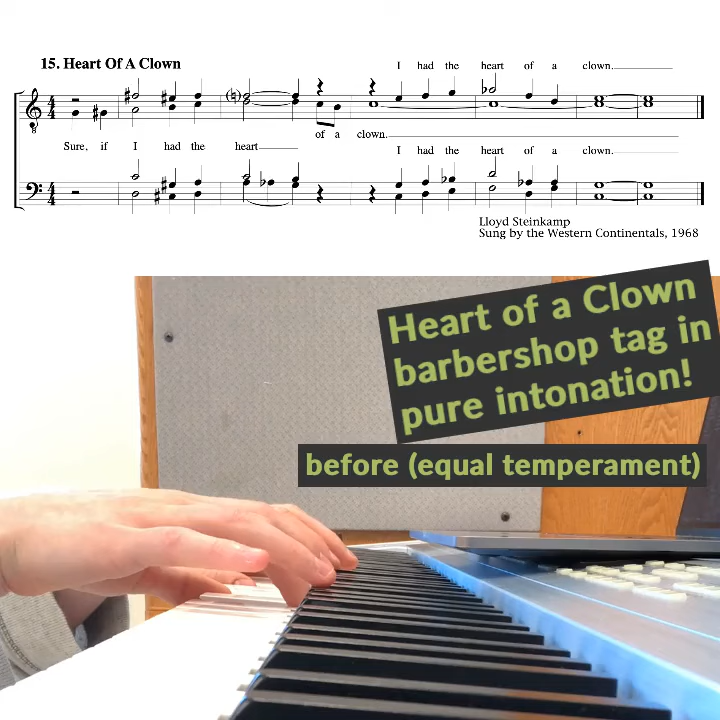 15. Heart Of A Clown
I had the heart of a clown.
of a clown.
Sure, if I had the heart
I had the heart of a clown.
Lloyd Steinkamp
Sung by the Western Continentals, 1968
Heart of a Clown
barbershop tag in
pure intonation!
before (equal temperament)